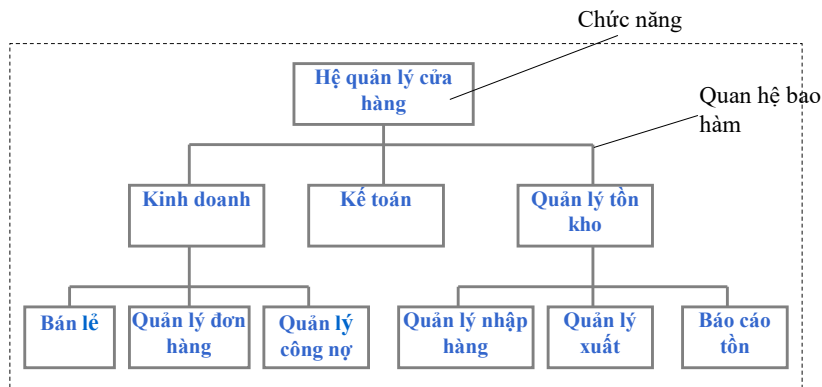 Chức năng
Hệ quản lý cửa
hàng
Quan hệ bao
hàm
Kinh doanh
Kế toán
Quản lý tồn
kho
Bán lẻ
Quản lý đơn
hàng
Quản lý
công nợ
Quản lý nhập
hàng
Quản lý
xuất
Báo cáo
tồn